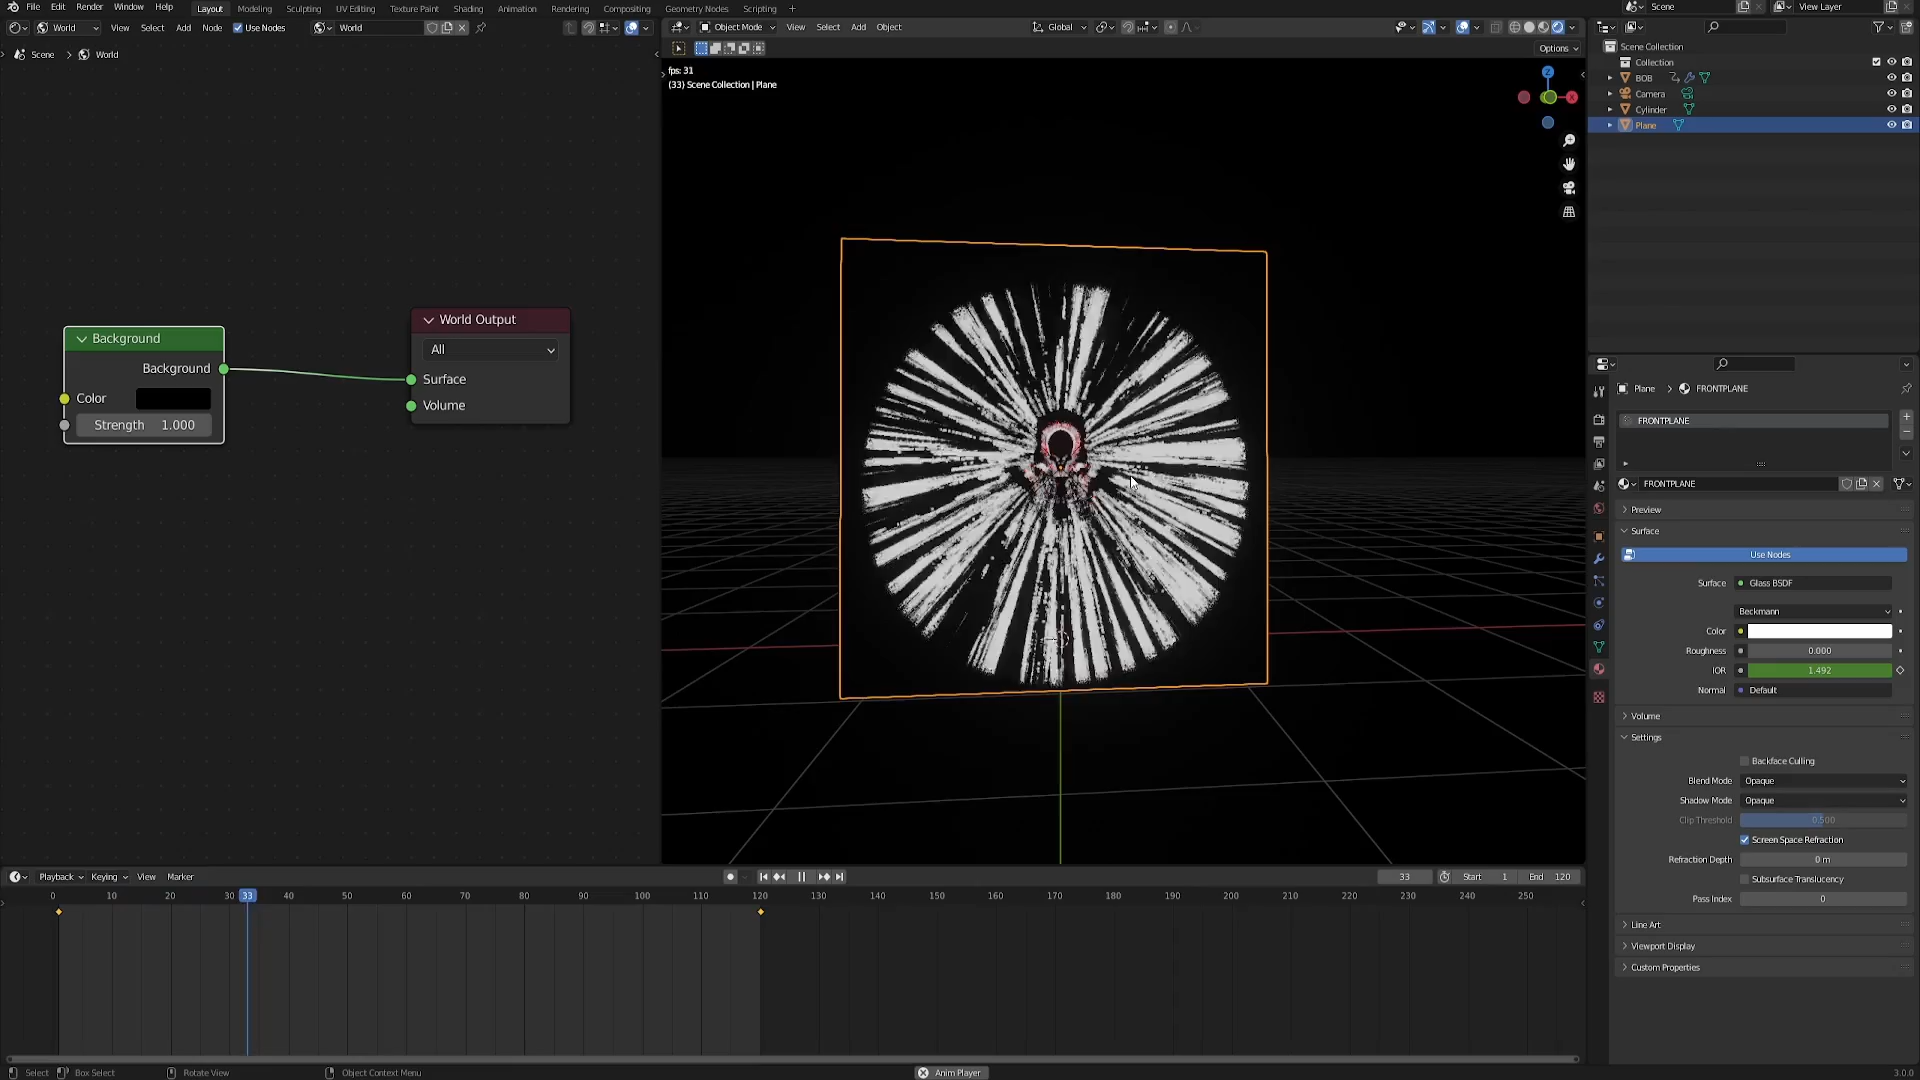 File Edit Render Window Help Layout Modeling Sculpting UV Editing Texture Paint Shading Animation Rendering Compositing Geometry Nodes Scripting + Scene View Layer
World View Select Add Node Use Nodes World
Object Mode View Select Add Object Global
Options
Scene > World
fps: 31
(33) Scene Collection | Plane
Z
X
Scene Collection
Collection
BOB
Camera
Cylinder
Plane
Background
Background
Color
Strength 1.000
World Output
All
Surface
Volume
Plane > FRONTPLANE
FRONTPLANE
FRONTPLANE
Preview
Surface
Use Nodes
Surface Glass BSDF
Beckmann
Color
Roughness 0.000
IOR 1.492
Normal Default
Volume
Settings
Backface Culling
Blend Mode Opaque
Shadow Mode Opaque
Clip Threshold 0.500
Screen Space Refraction
Refraction Depth 0 m
Subsurface Translucency
Pass Index 0
Line Art
Viewport Display
Custom Properties
Playback Keying View Marker 33 Start 1 End 120
0 10 20 30 33 40 50 60 70 80 90 100 110 120 130 140 150 160 170 180 190 200 210 220 230 240 250
Select Box Select Rotate View Object Context Menu Anim Player 3.0.0